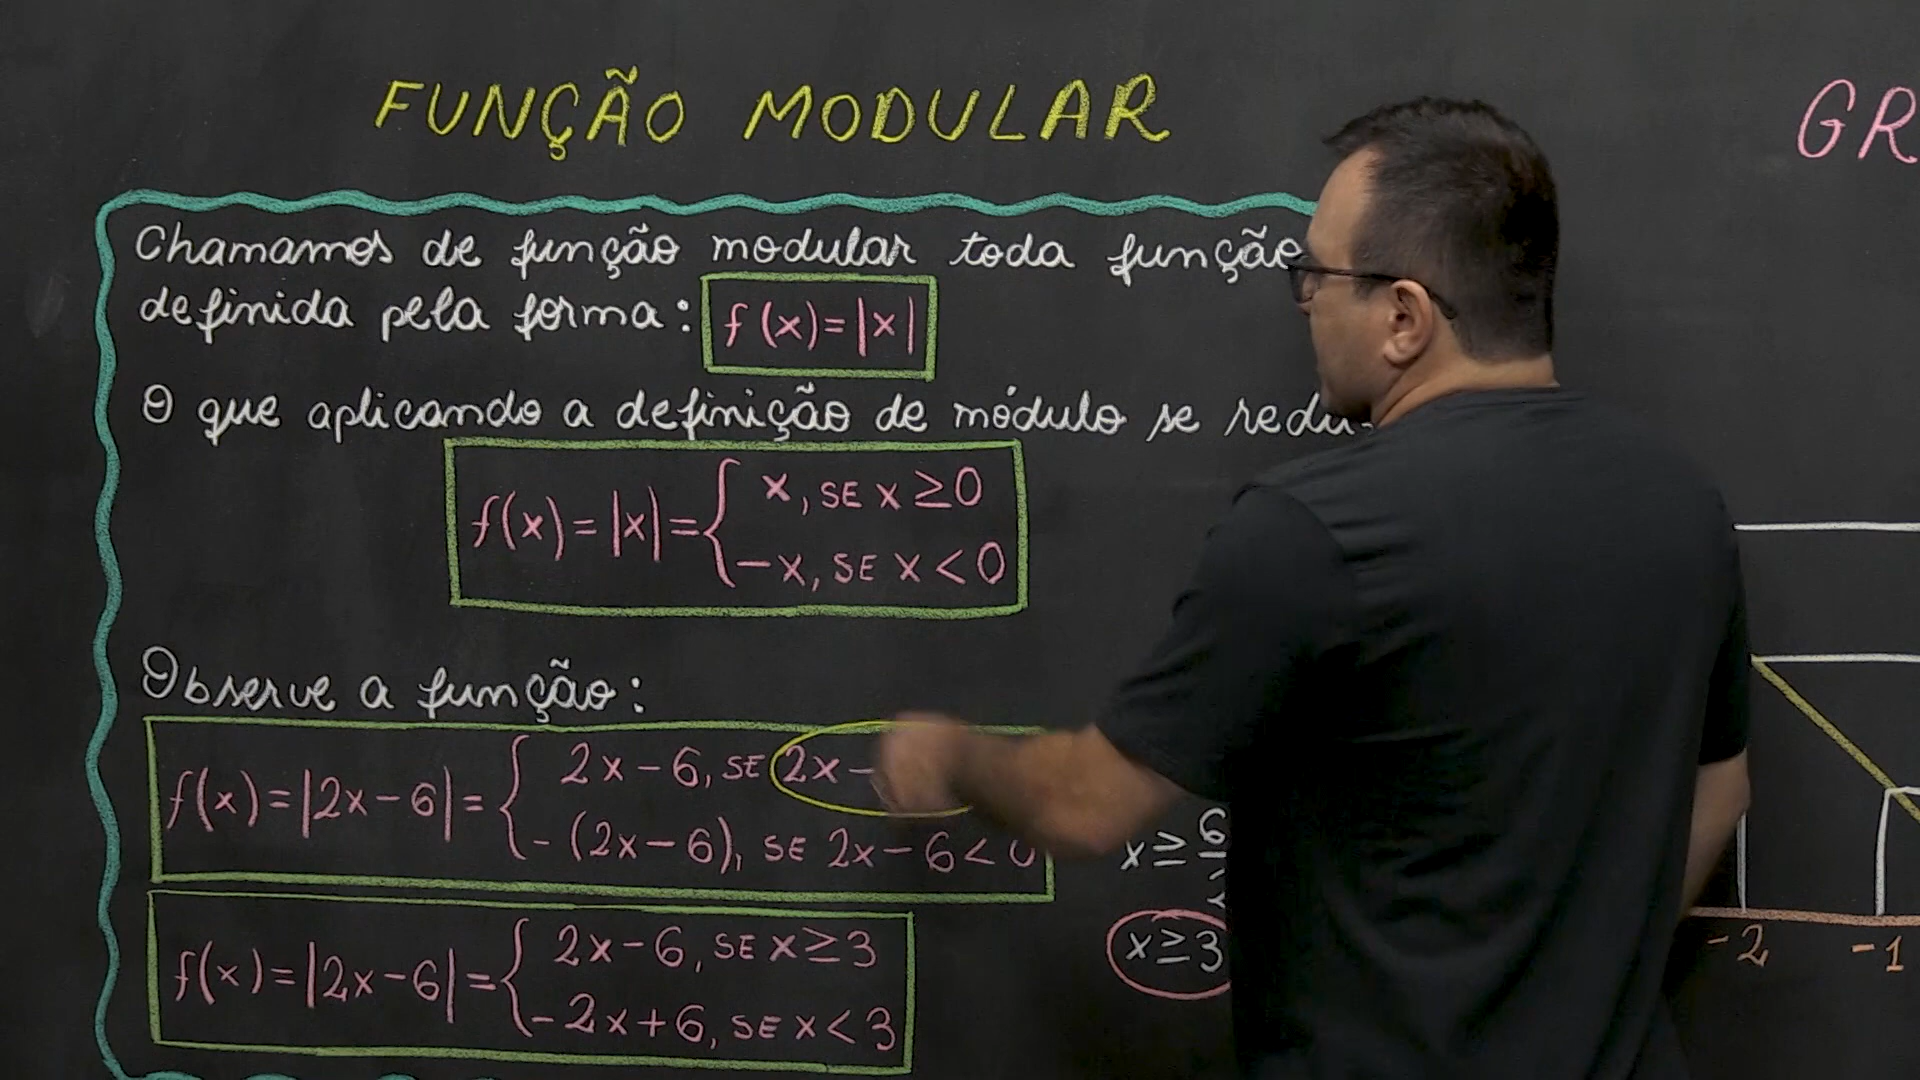 FUNÇÃO MODULAR
GR
Chamamos de função modular toda função
definida pela forma: f(x)=|x|
O que aplicando a definição de módulo se redu
f(x)=|x|={ x, SE x≥0
-x, SE x<0
Observe a função:
f(x)=|2x-6|={ 2x-6, SE 2x-
-(2x-6), SE 2x-6<0
x≥6
f(x)=|2x-6|={ 2x-6, SE x≥3
-2x+6, SE x<3
x≥3
-2 -1